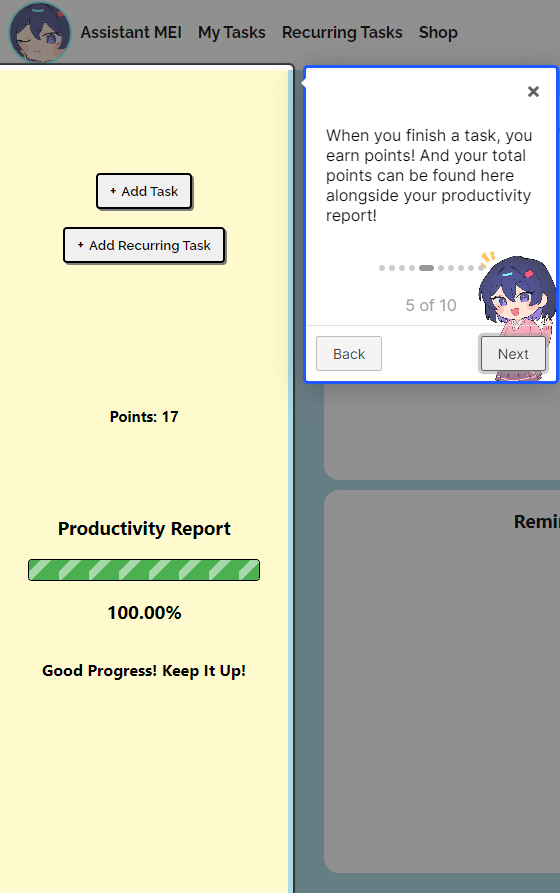 Assistant MEI My Tasks Recurring Tasks Shop
×
When you finish a task, you
earn points! And your total
points can be found here
alongside your productivity
report!
5 of 10
Back Next
+ Add Task
+ Add Recurring Task
Points: 17
Productivity Report
100.00%
Good Progress! Keep It Up!